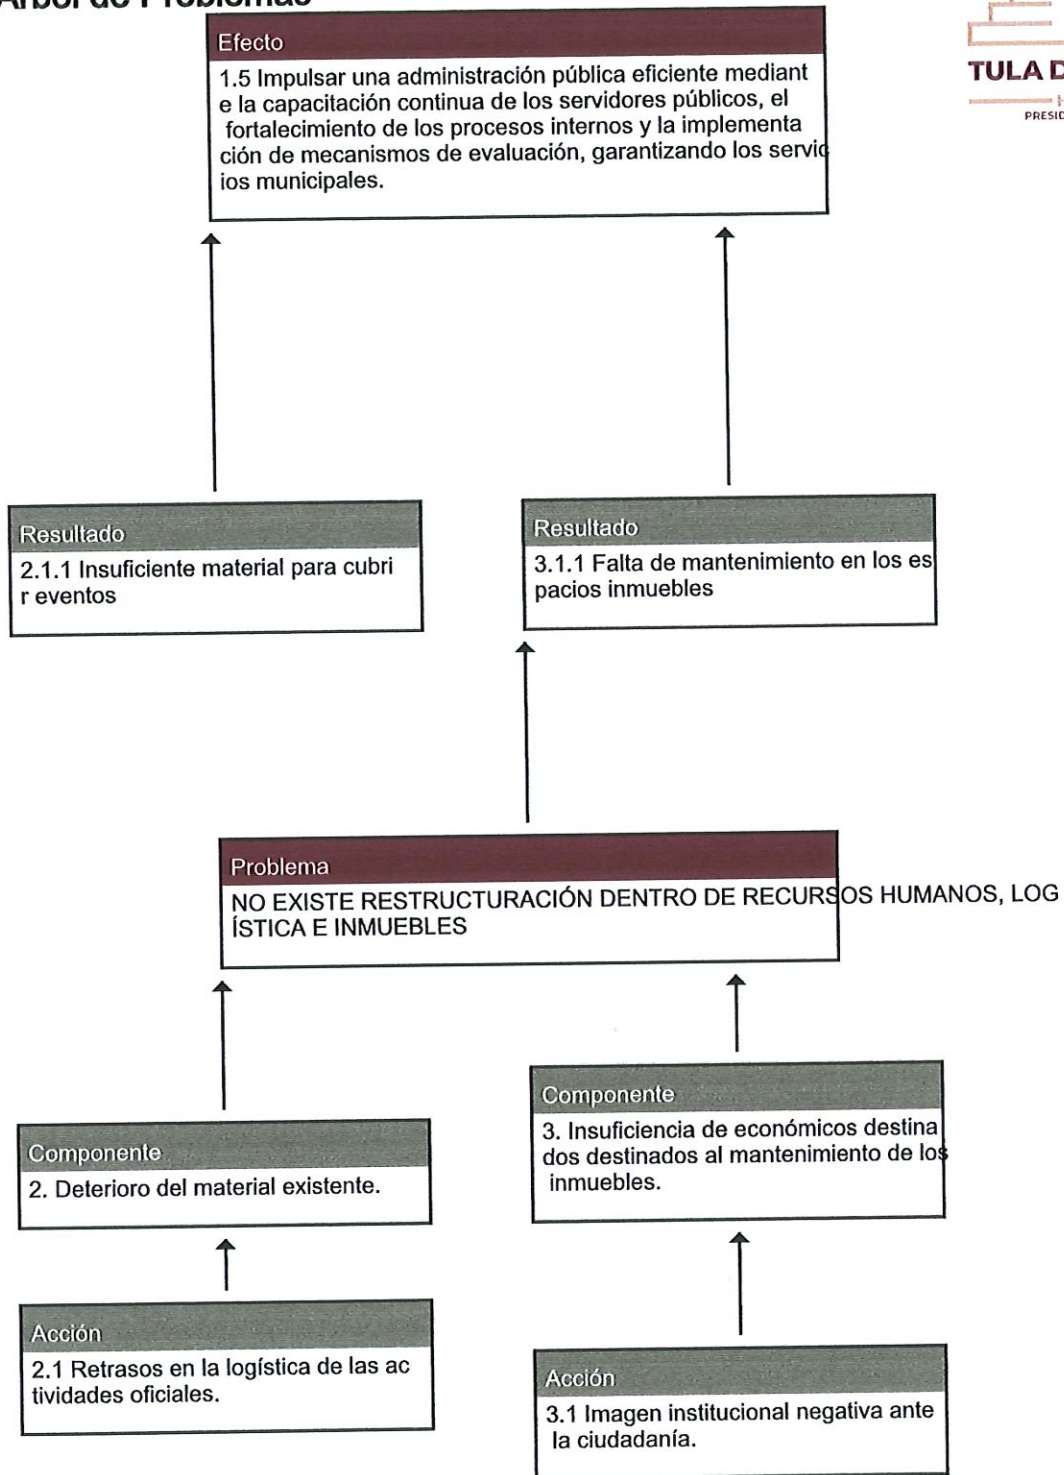 Árbol de Problemas
TULA D
PRESID
Efecto
1.5 Impulsar una administración pública eficiente mediant
e la capacitación continua de los servidores públicos, el
fortalecimiento de los procesos internos y la implementa
ción de mecanismos de evaluación, garantizando los servic
ios municipales.
Resultado
2.1.1 Insuficiente material para cubri
r eventos
Resultado
3.1.1 Falta de mantenimiento en los es
pacios inmuebles
Problema
NO EXISTE RESTRUCTURACIÓN DENTRO DE RECURSOS HUMANOS, LOG
ÍSTICA E INMUEBLES
Componente
2. Deterioro del material existente.
Componente
3. Insuficiencia de económicos destina
dos destinados al mantenimiento de los
inmuebles.
Acción
2.1 Retrasos en la logística de las ac
tividades oficiales.
Acción
3.1 Imagen institucional negativa ante
la ciudadanía.